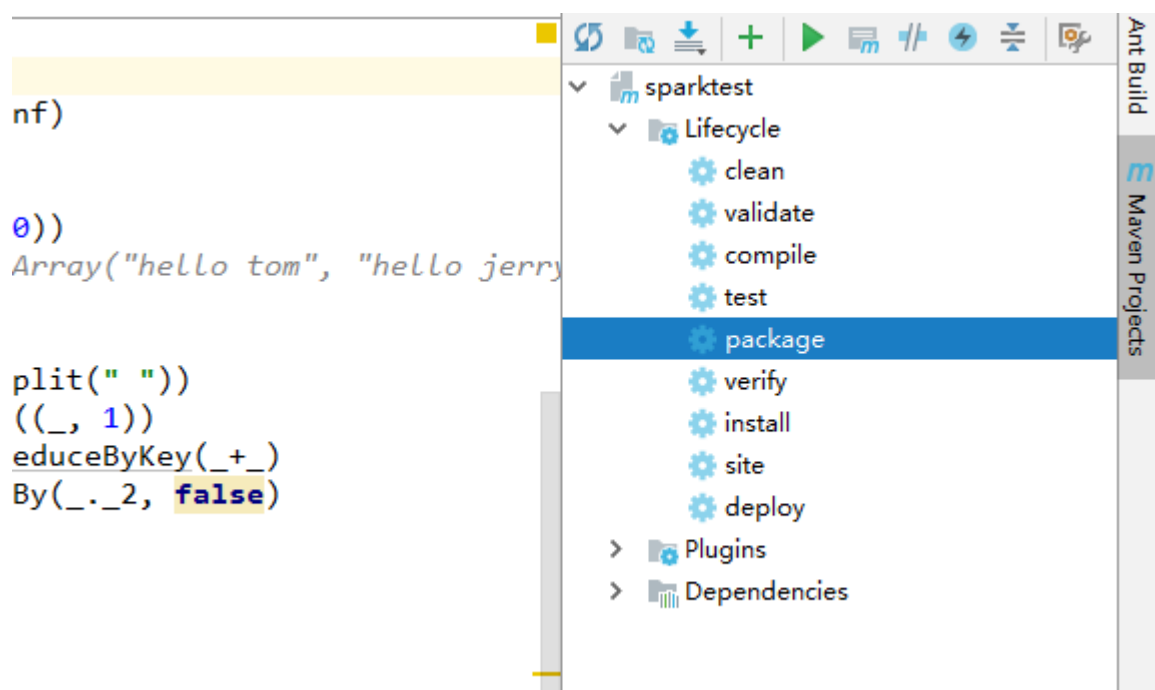 nf)
0))
Array("hello tom", "hello jerry
plit(" "))
((_, 1))
educeByKey(_+_)
By(_._2, false)
sparktest
Lifecycle
clean
validate
compile
test
package
verify
install
site
deploy
Plugins
Dependencies
Ant Build
Maven Projects